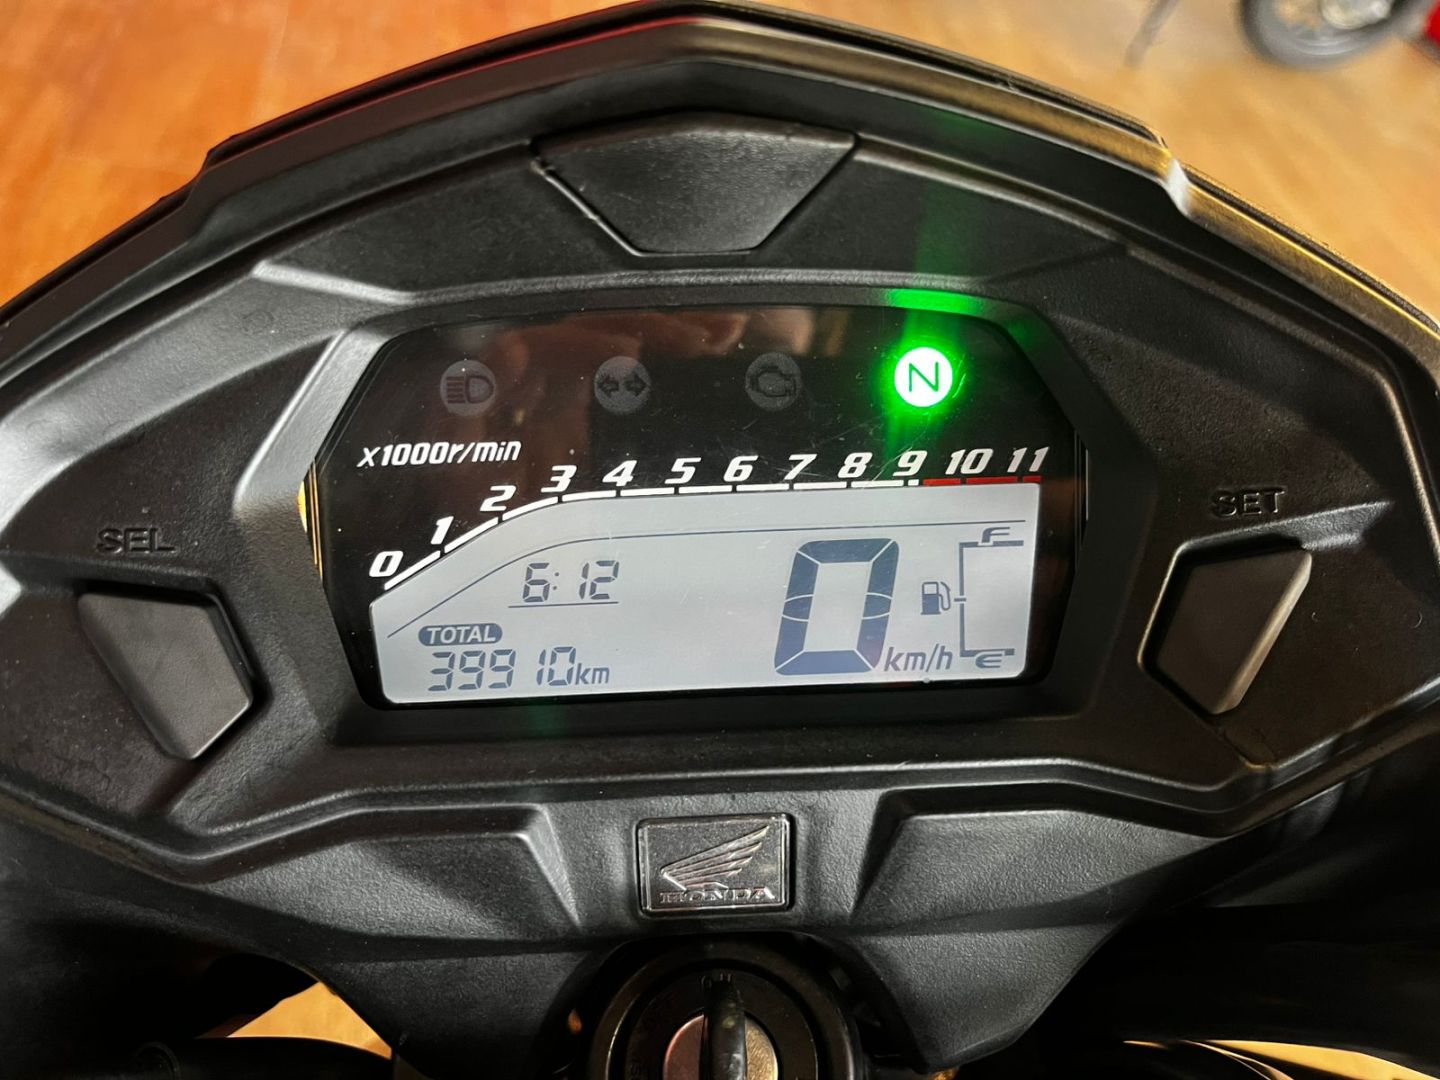 N
x1000r/min
0 1 2 3 4 5 6 7 8 9 10 11
SEL
SET
6:12
0
km/h
F
E
TOTAL
39910km
HONDA